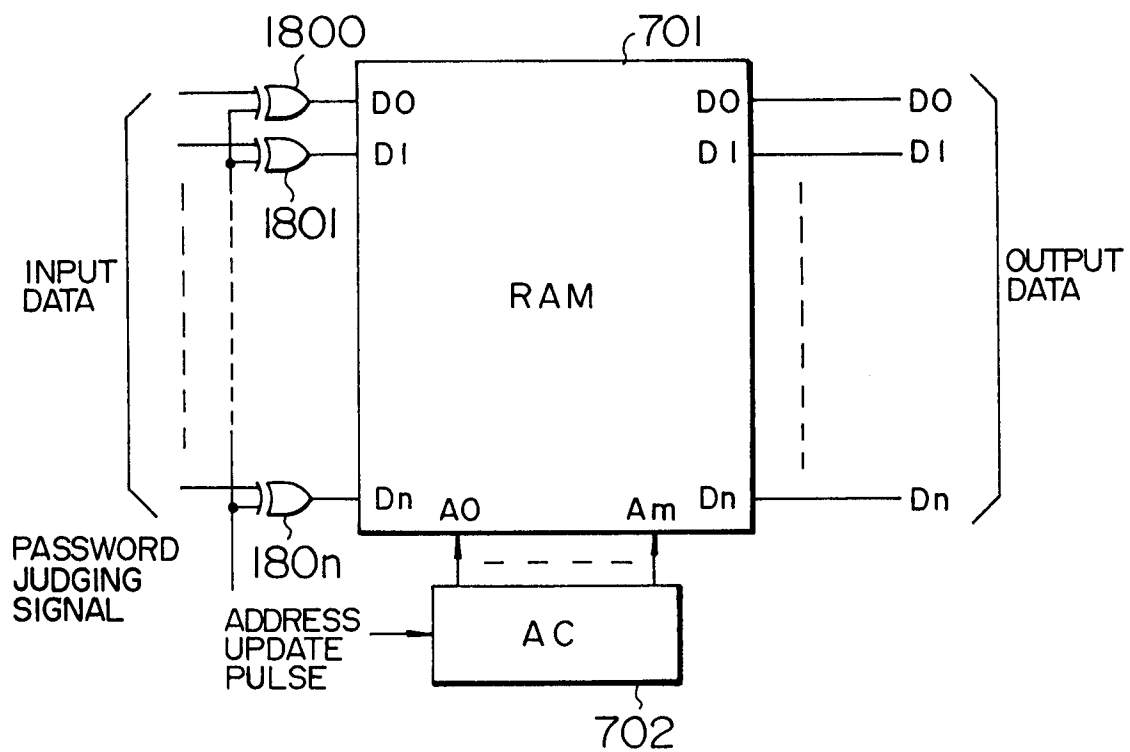 1800
701
D0
D0
D0
D1
D1
D1
1801
INPUT
DATA
RAM
OUTPUT
DATA
Dn
A0
Am
Dn
Dn
180n
PASSWORD
JUDGING
SIGNAL
ADDRESS
UPDATE
PULSE
AC
702